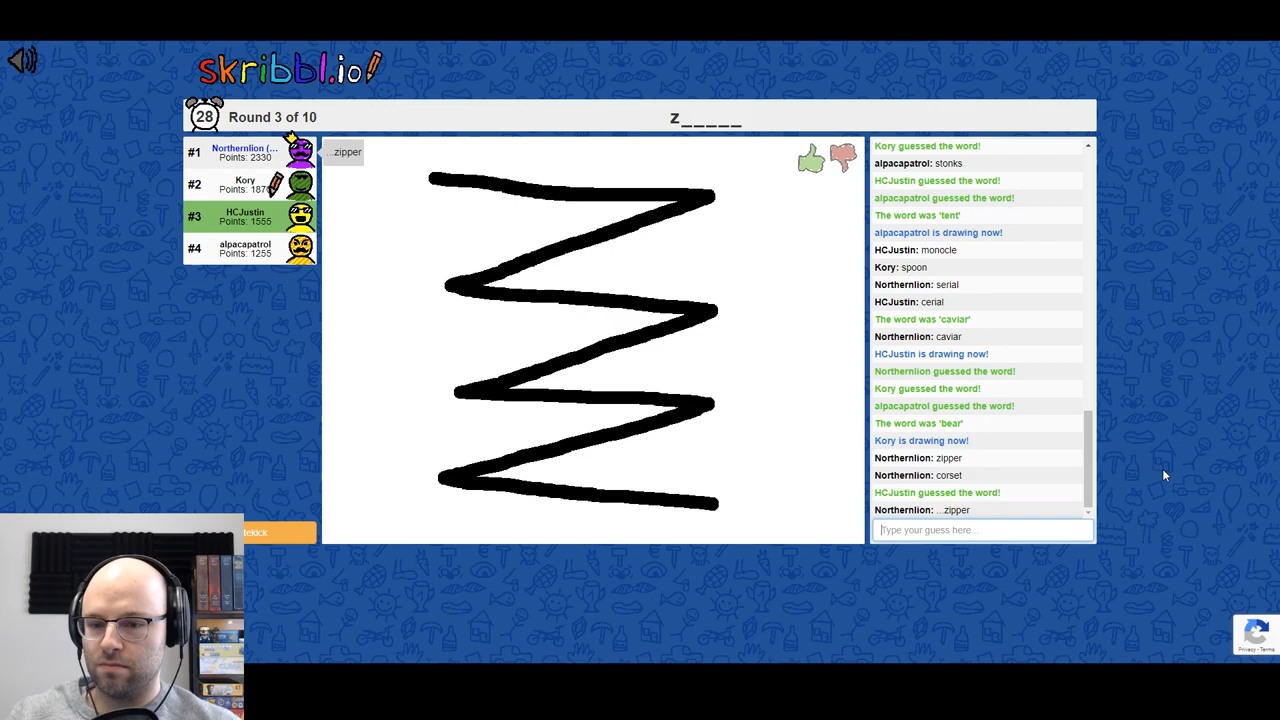 skribbl.io
28
Round 3 of 10
z_____
#1
Northernlion (...
Points: 2330
...zipper
#2
Kory
#3
HCJustin
Points: 1555
#4
alpacapatrol
Points: 1255
Kory guessed the word!
alpacapatrol: stonks
HCJustin guessed the word!
alpacapatrol guessed the word!
The word was 'tent'
alpacapatrol is drawing now!
HCJustin: monocle
Kory: spoon
Northernlion: serial
HCJustin: cerial
The word was 'caviar'
Northernlion: caviar
HCJustin is drawing now!
Northernlion guessed the word!
Kory guessed the word!
alpacapatrol guessed the word!
The word was 'bear'
Kory is drawing now!
Northernlion: zipper
Northernlion: corset
HCJustin guessed the word!
Northernlion: ...zipper
Type your guess here...
Privacy - Terms